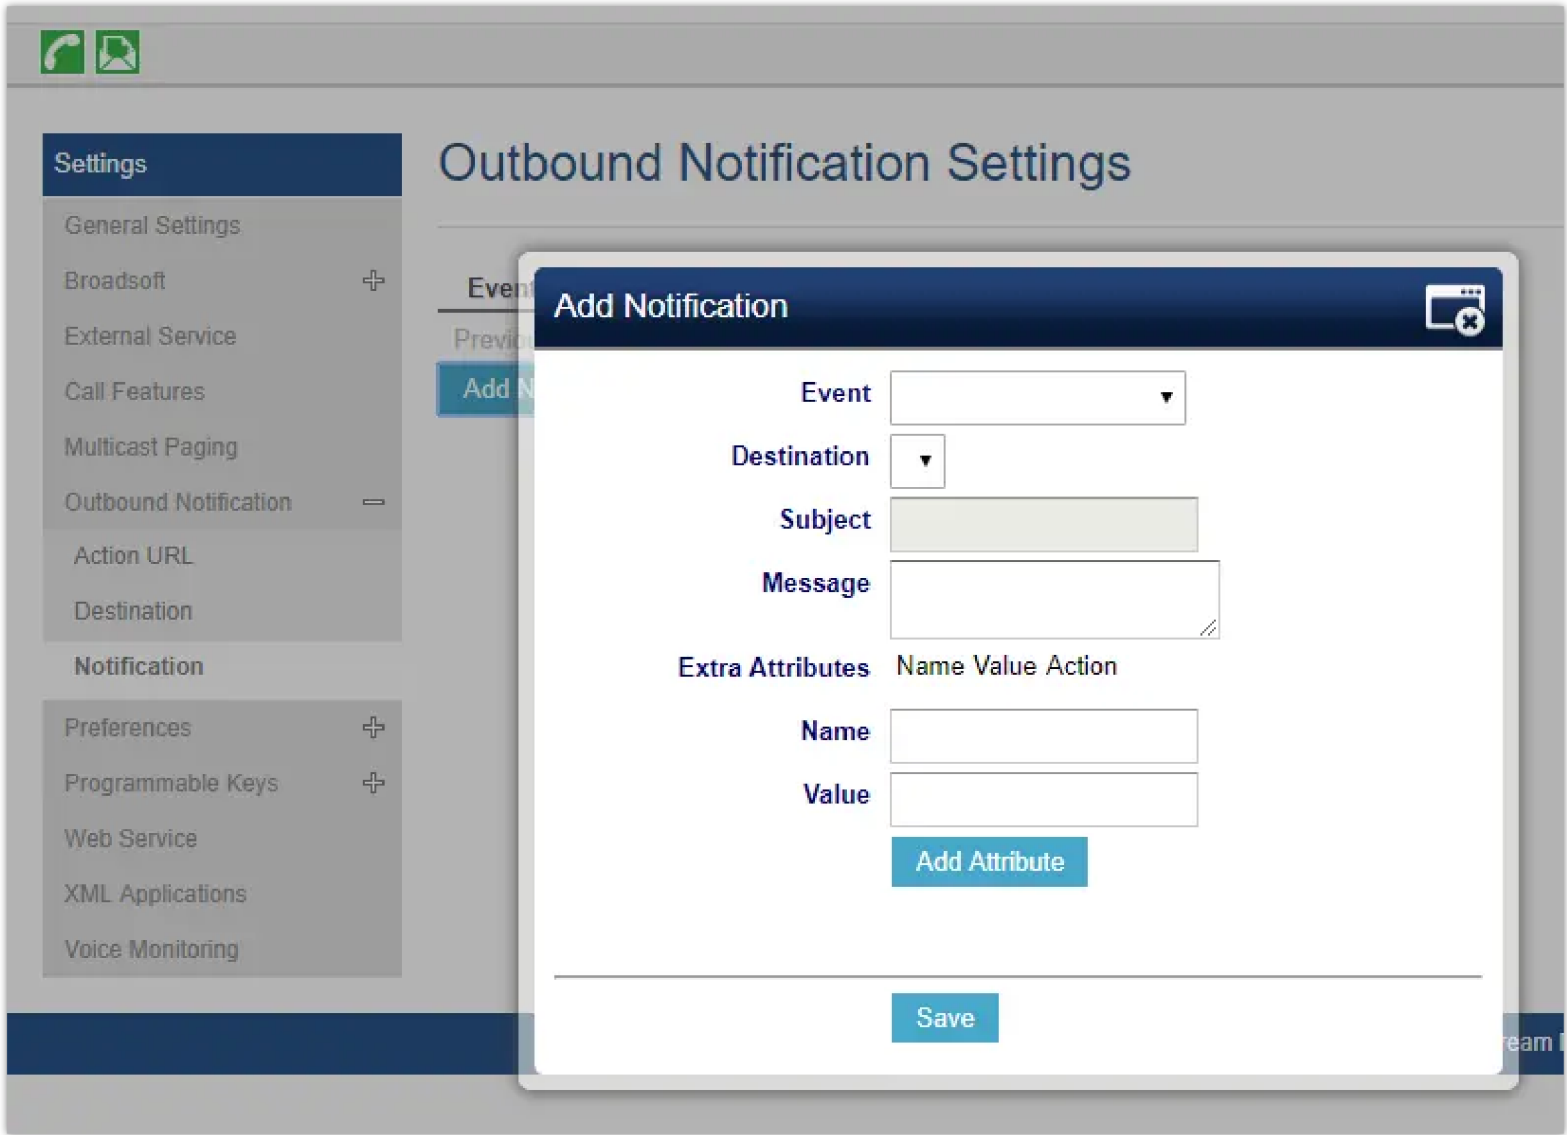 Settings
General Settings
Broadsoft
External Service
Call Features
Multicast Paging
Outbound Notification
Action URL
Destination
Notification
Preferences
Programmable Keys
Web Service
XML Applications
Voice Monitoring
Outbound Notification Settings
Event
Add Notification
Event
Destination
Subject
Message
Extra Attributes Name Value Action
Name
Value
Add Attribute
Save